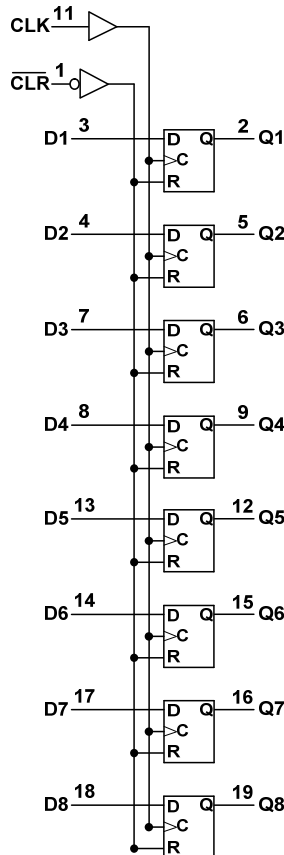 CLK 11
CLR 1
D1 3 D Q 2 Q1
C
R
D2 4 D Q 5 Q2
C
R
D3 7 D Q 6 Q3
C
R
D4 8 D Q 9 Q4
C
R
D5 13 D Q 12 Q5
C
R
D6 14 D Q 15 Q6
C
R
D7 17 D Q 16 Q7
C
R
D8 18 D Q 19 Q8
C
R